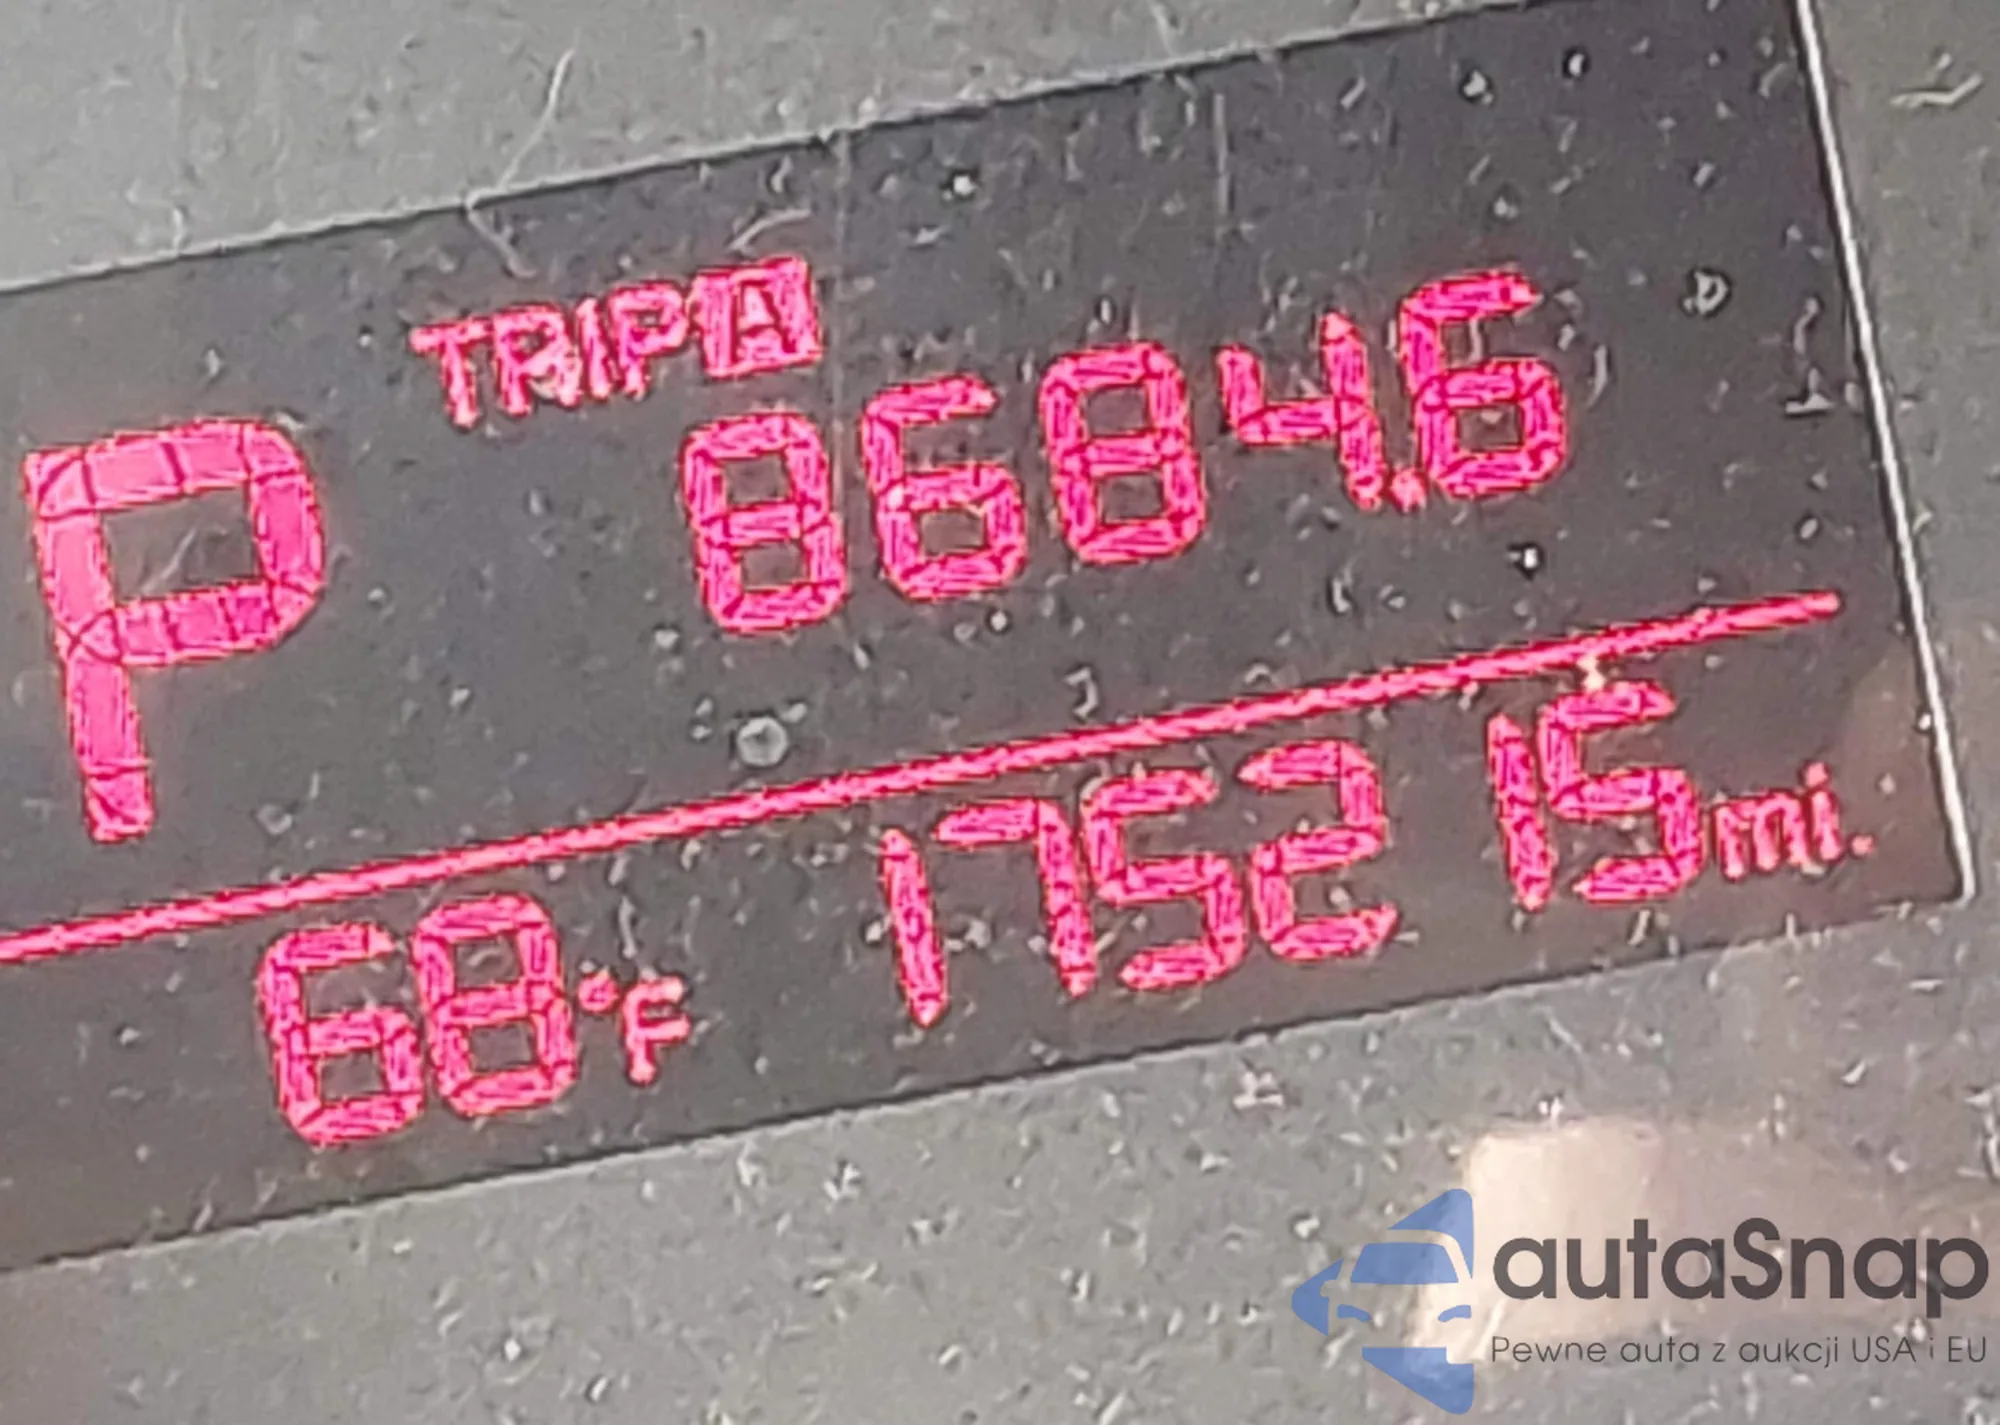 TRIP A
P 8684.6
68°F 175215 mi.
autaSnap
Pewne auta z aukcji USA i EU